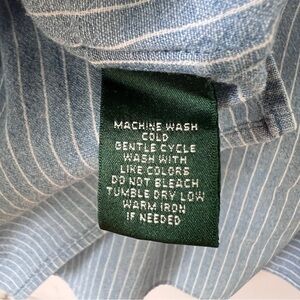 MACHINE WASH
COLD
GENTLE CYCLE
WASH WITH
LIKE COLORS
DO NOT BLEACH
TUMBLE DRY LOW
WARM IRON
IF NEEDED